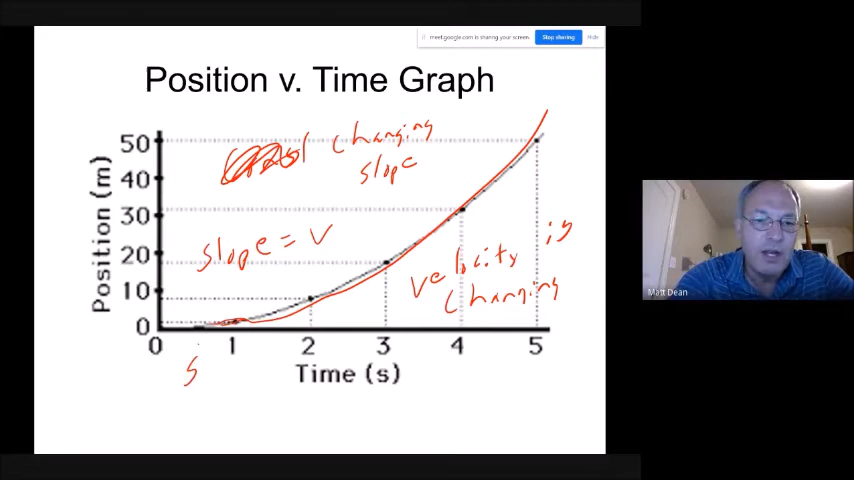 meet.google.com is sharing your screen.
Stop sharing
Hide
Position v. Time Graph
changing
slope
slope = v
velocity is
changing
Position (m)
50
40
30
20
10
0
0 1 2 3 4 5
S
Time (s)
Matt Dean